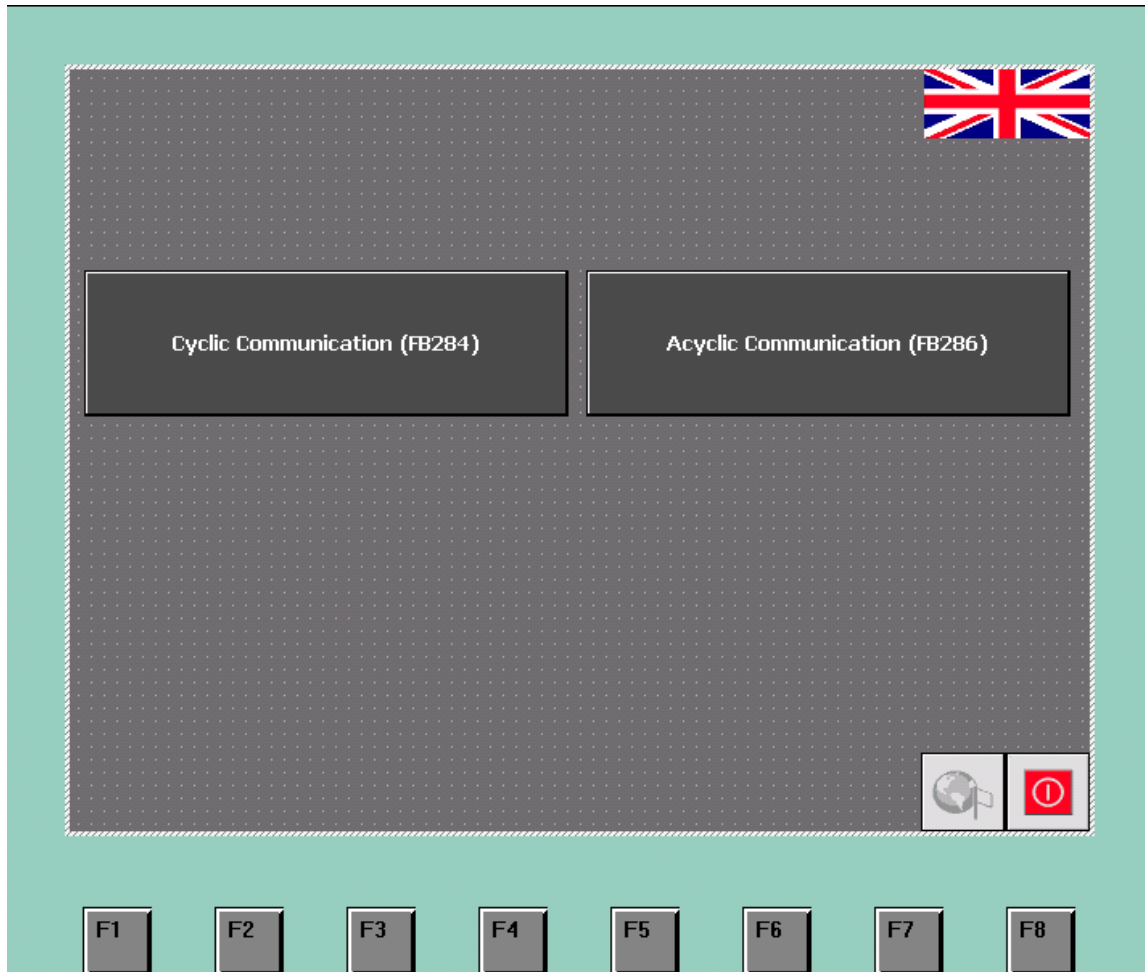 Cyclic Communication (FB284)
Acyclic Communication (FB286)
F1 F2 F3 F4 F5 F6 F7 F8